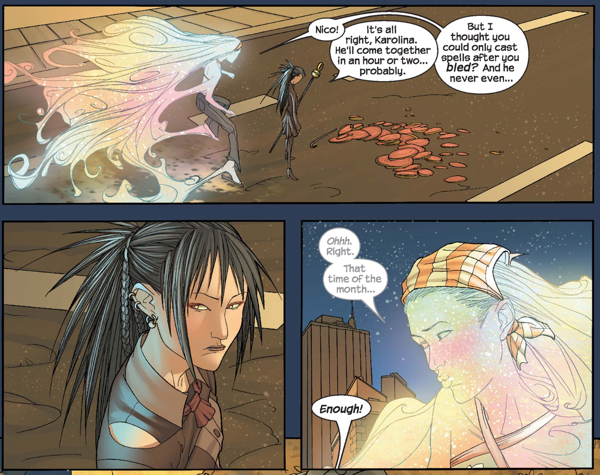 Nico!
It's all
right, Karolina.
He'll come together
in an hour or two...
probably.
But I
thought you
could only cast
spells after you
bled? And he
never even...
Ohhh.
Right.
That
time of the
month...
Enough!